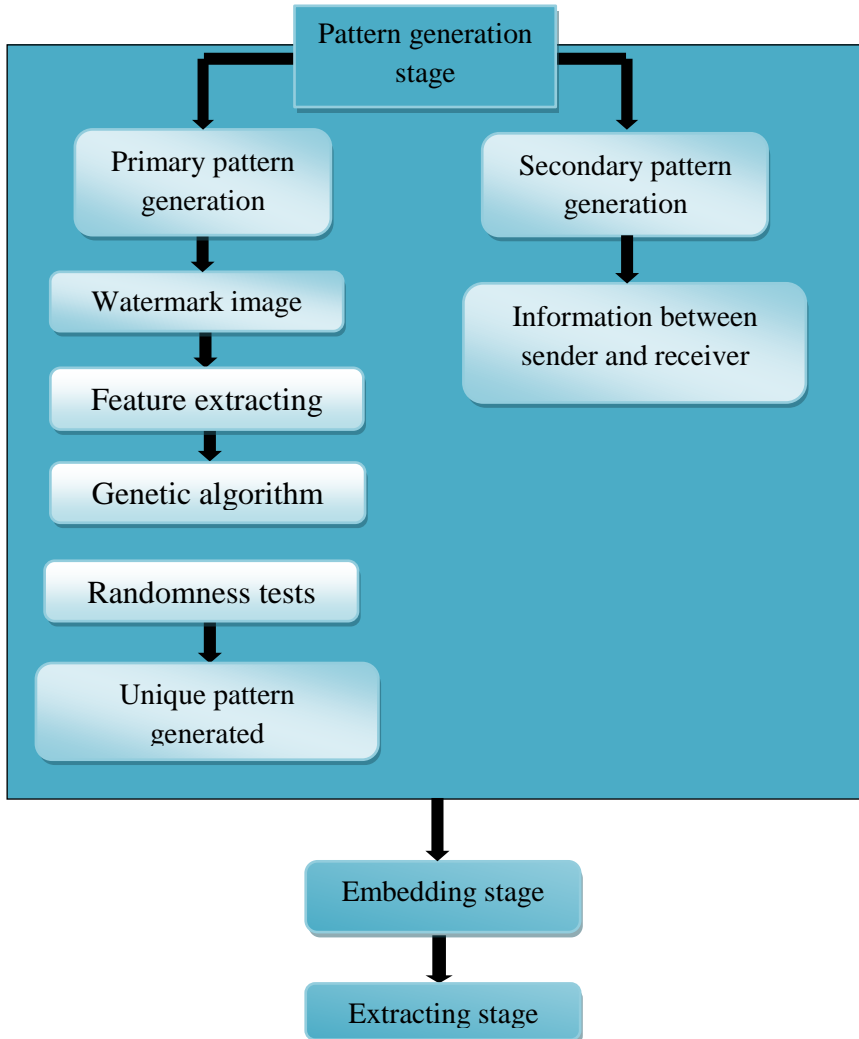 Pattern generation
stage
Primary pattern
generation
Secondary pattern
generation
Watermark image
Information between
sender and receiver
Feature extracting
Genetic algorithm
Randomness tests
Unique pattern
generated
Embedding stage
Extracting stage